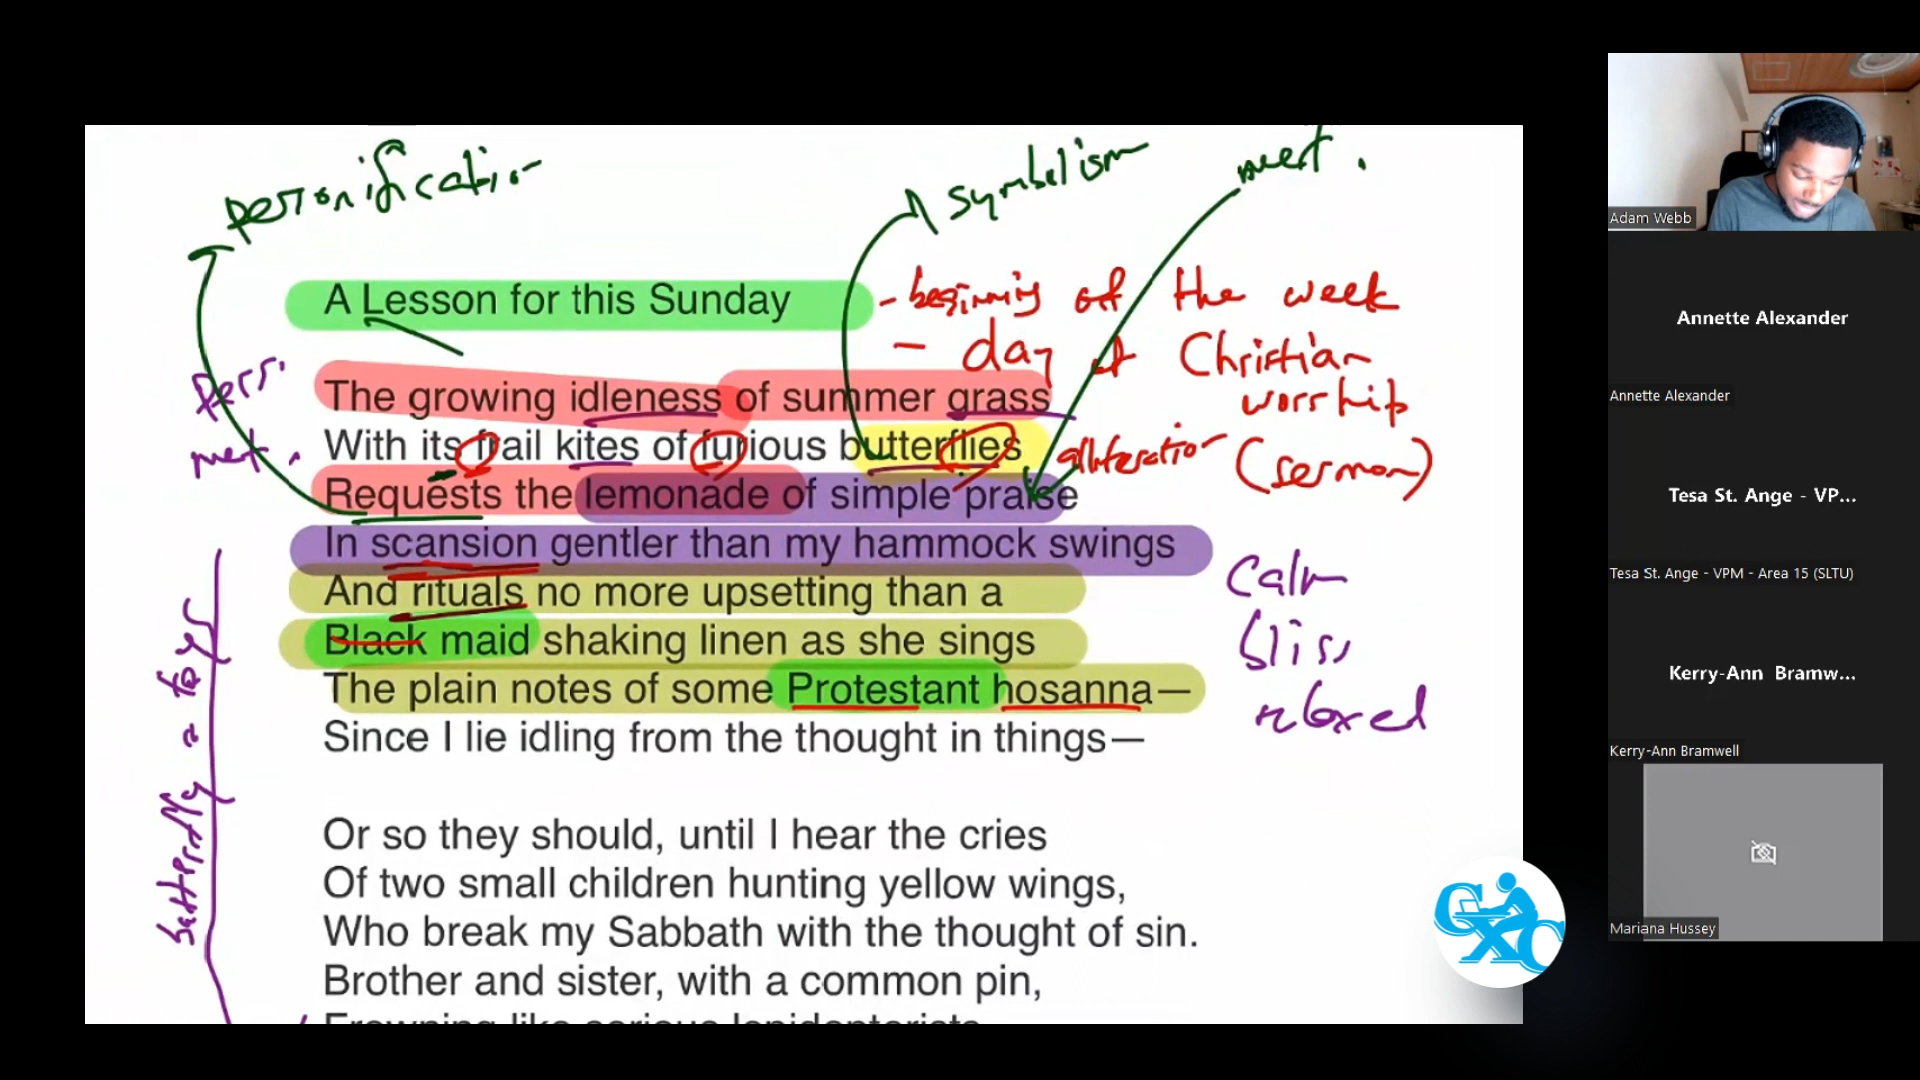 personification
symbolism
met.
A Lesson for this Sunday
- beginning of the week
- day of Christian
worship
(sermon)
Pers.
met.
The growing idleness of summer grass
With its frail kites of furious butterflies
alliteration
Requests the lemonade of simple praise
In scansion gentler than my hammock swings
And rituals no more upsetting than a
Black maid shaking linen as she sings
The plain notes of some Protestant hosanna—
Since I lie idling from the thought in things—
calm
bliss
relaxed
butterfly - toys
Or so they should, until I hear the cries
Of two small children hunting yellow wings,
Who break my Sabbath with the thought of sin.
Brother and sister, with a common pin,
Frowning like serious lepidopterists
CXC
Adam Webb
Annette Alexander
Annette Alexander
Tesa St. Ange - VP...
Tesa St. Ange - VPM - Area 15 (SLTU)
Kerry-Ann Bramw...
Kerry-Ann Bramwell
Mariana Hussey